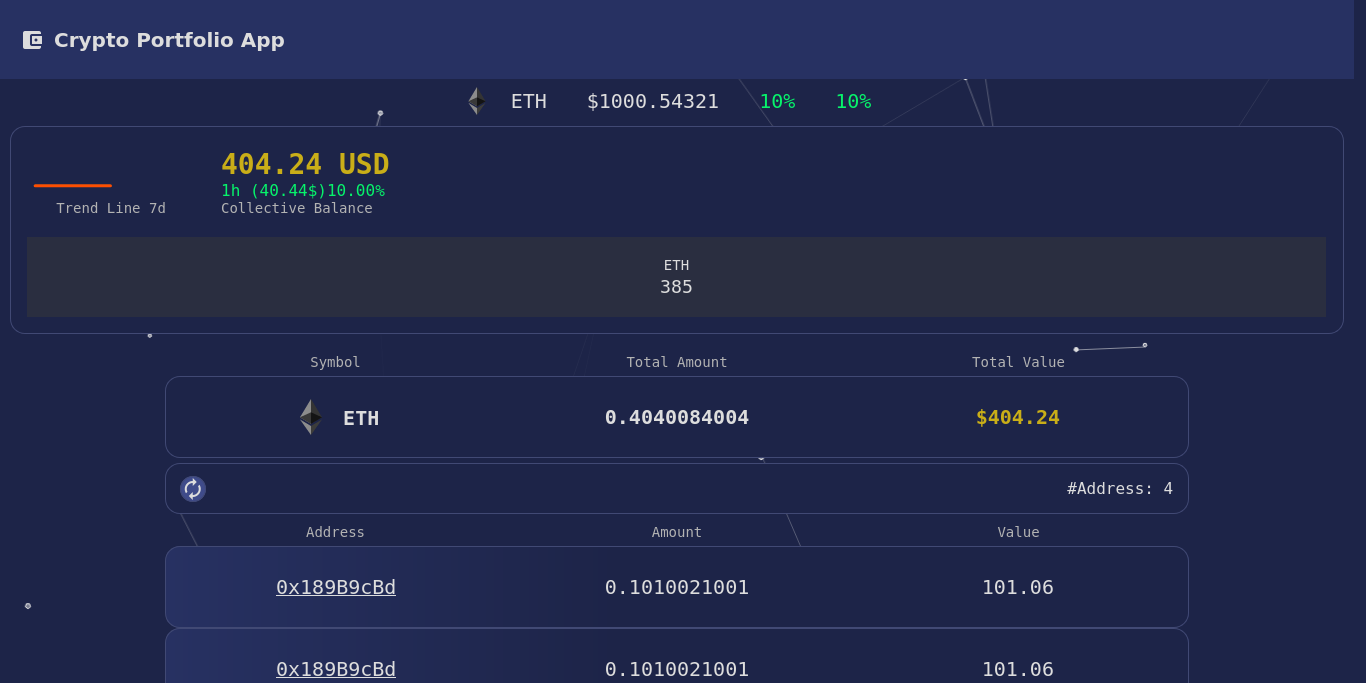 Crypto Portfolio App
ETH $1000.54321 10% 10%
404.24 USD
1h (40.44$)10.00%
Trend Line 7d Collective Balance
ETH
385
Symbol Total Amount Total Value
ETH 0.4040084004 $404.24
#Address: 4
Address Amount Value
0x189B9cBd 0.1010021001 101.06
0x189B9cBd 0.1010021001 101.06